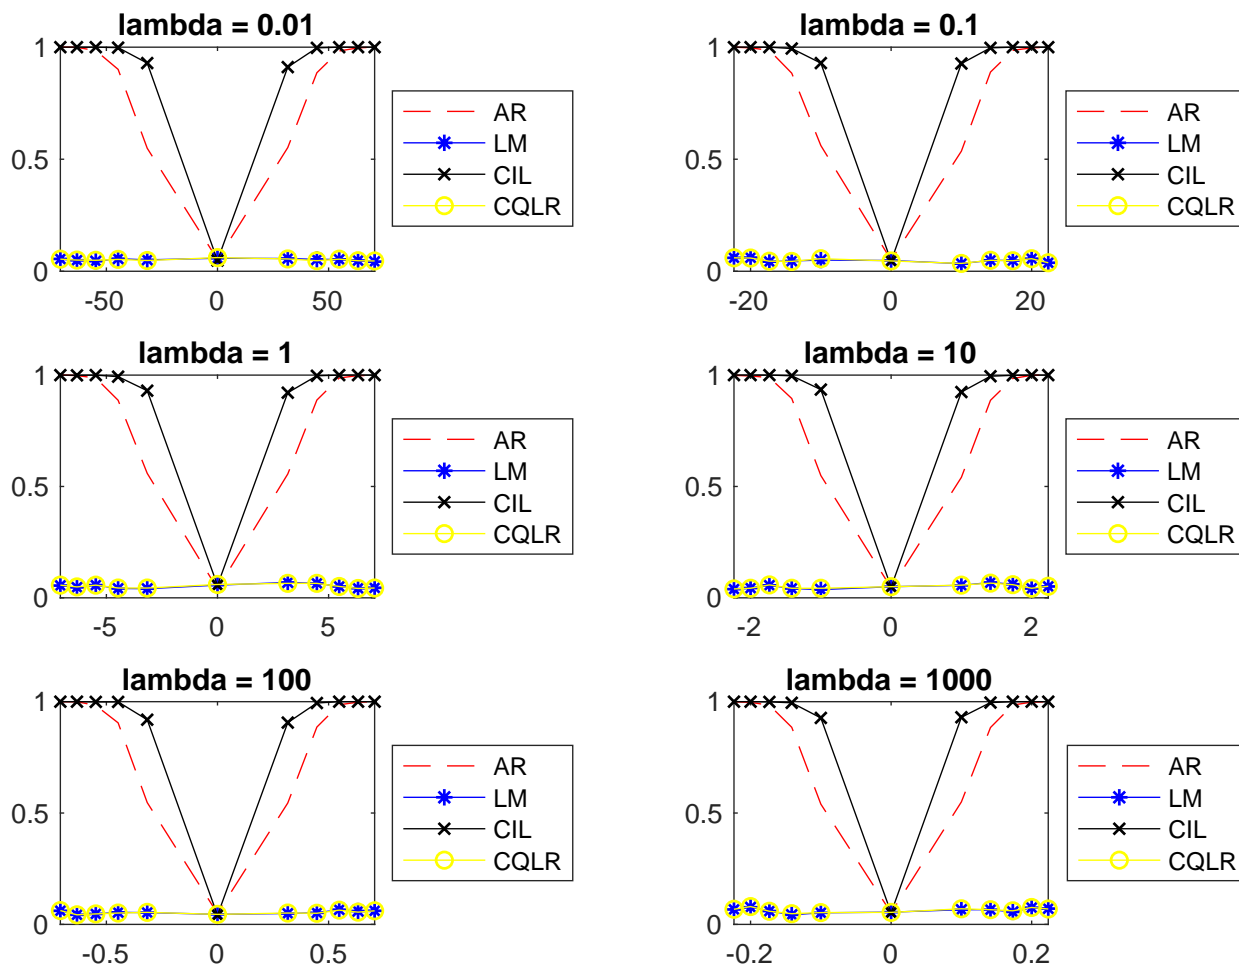 lambda = 0.01
1
0.5
0
-50
0
50
AR
LM
CIL
CQLR
lambda = 0.1
1
0.5
0
-20
0
20
AR
LM
CIL
CQLR
lambda = 1
1
0.5
0
-5
0
5
AR
LM
CIL
CQLR
lambda = 10
1
0.5
0
-2
0
2
AR
LM
CIL
CQLR
lambda = 100
1
0.5
0
-0.5
0
0.5
AR
LM
CIL
CQLR
lambda = 1000
1
0.5
0
-0.2
0
0.2
AR
LM
CIL
CQLR